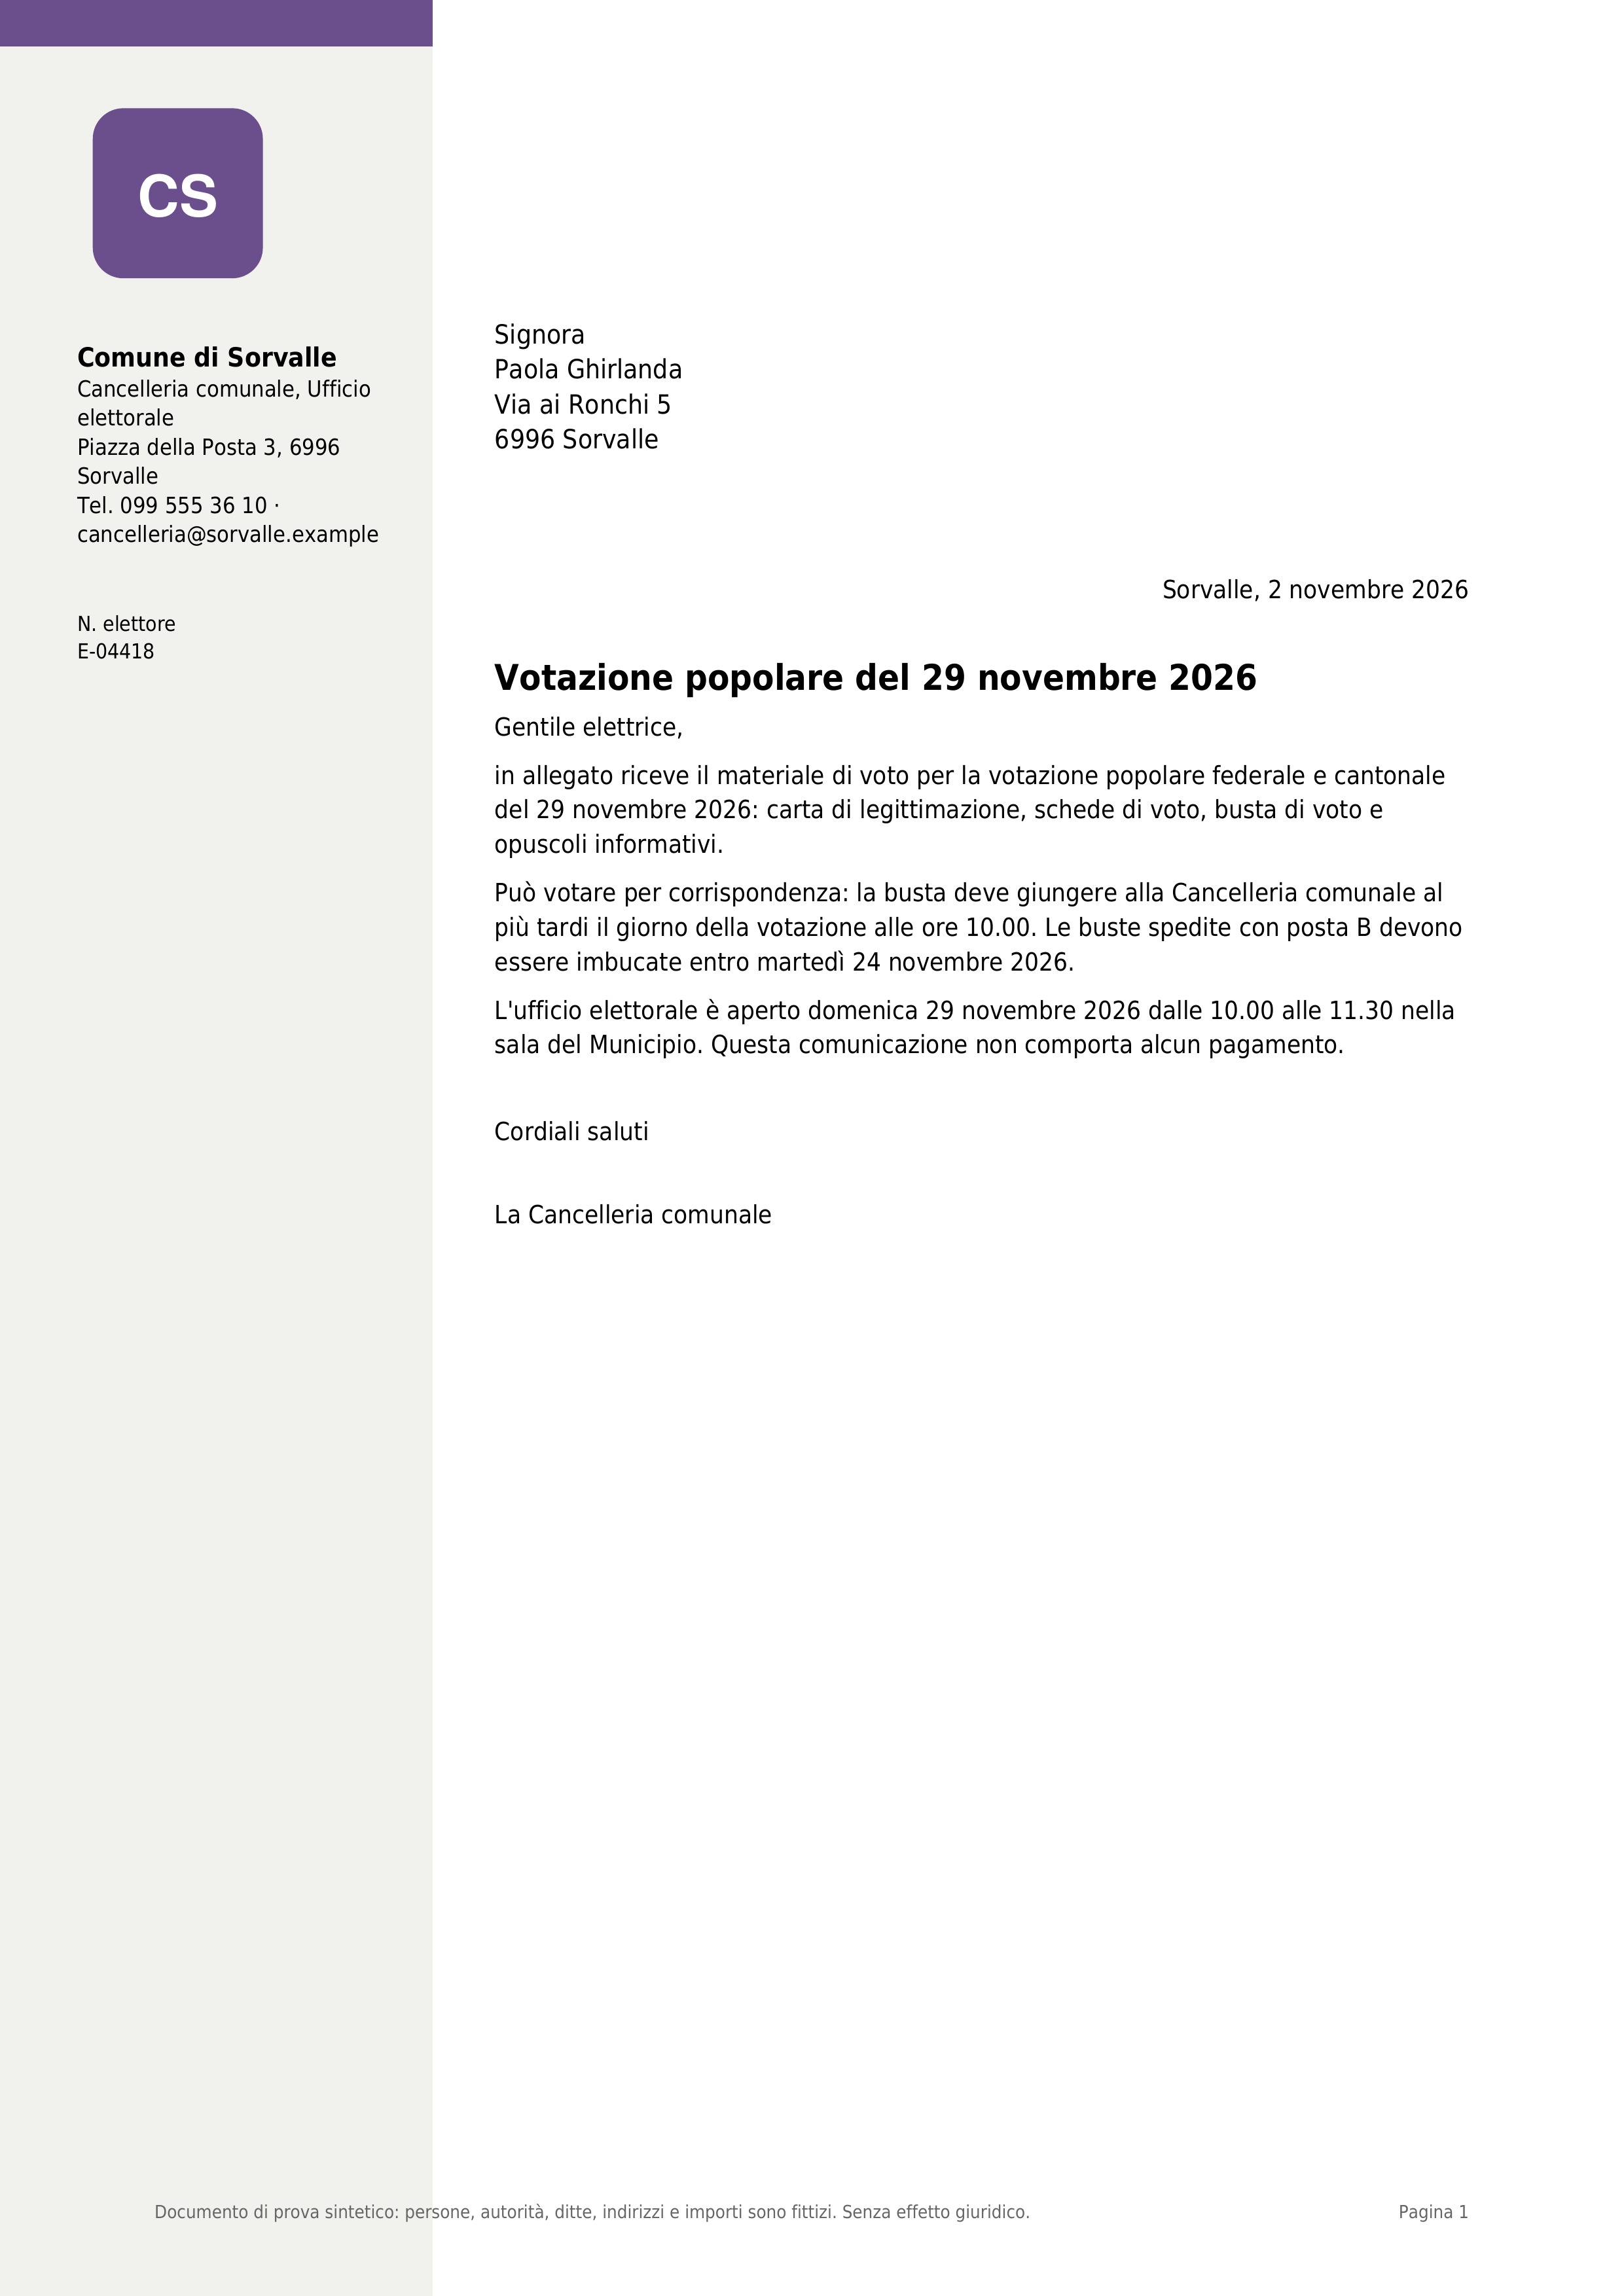 CS
Comune di Sorvalle
Cancelleria comunale, Ufficio
elettorale
Piazza della Posta 3, 6996
Sorvalle
Tel. 099 555 36 10 ·
cancelleria@sorvalle.example
N. elettore
E-04418
Signora
Paola Ghirlanda
Via ai Ronchi 5
6996 Sorvalle
Sorvalle, 2 novembre 2026
Votazione popolare del 29 novembre 2026
Gentile elettrice,
in allegato riceve il materiale di voto per la votazione popolare federale e cantonale
del 29 novembre 2026: carta di legittimazione, schede di voto, busta di voto e
opuscoli informativi.
Può votare per corrispondenza: la busta deve giungere alla Cancelleria comunale al
più tardi il giorno della votazione alle ore 10.00. Le buste spedite con posta B devono
essere imbucate entro martedì 24 novembre 2026.
L'ufficio elettorale è aperto domenica 29 novembre 2026 dalle 10.00 alle 11.30 nella
sala del Municipio. Questa comunicazione non comporta alcun pagamento.
Cordiali saluti
La Cancelleria comunale
Documento di prova sintetico: persone, autorità, ditte, indirizzi e importi sono fittizi. Senza effetto giuridico.
Pagina 1